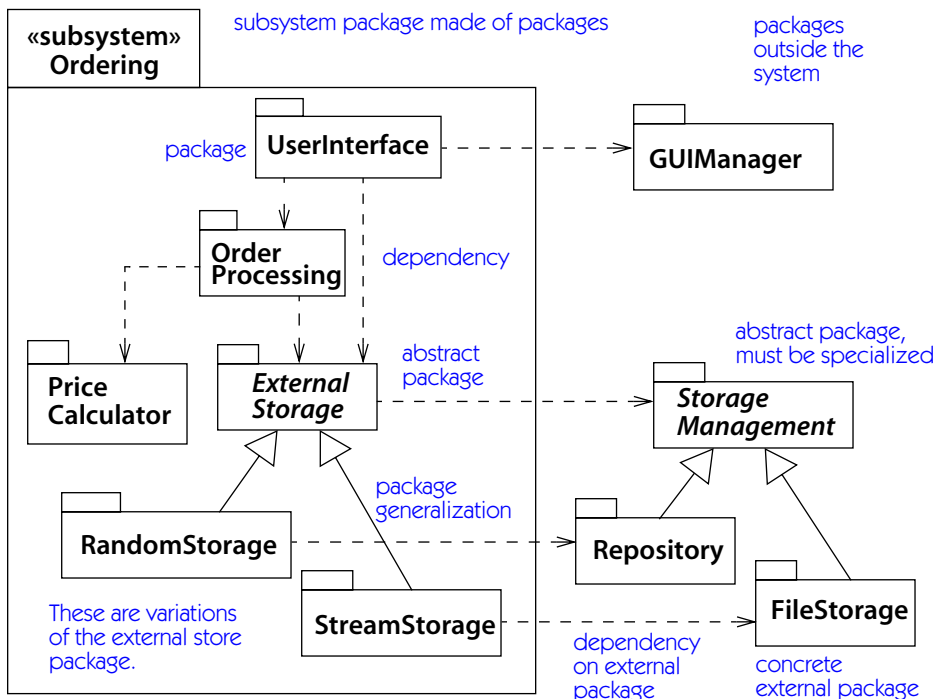 «subsystem»
Ordering
subsystem package made of packages
packages
outside the
system
package
UserInterface
GUIManager
Order
Processing
dependency
Price
Calculator
External
Storage
abstract
package
abstract package,
must be specialized
Storage
Management
package
generalization
RandomStorage
Repository
These are variations
of the external store
package.
StreamStorage
FileStorage
dependency
on external
package
concrete
external package